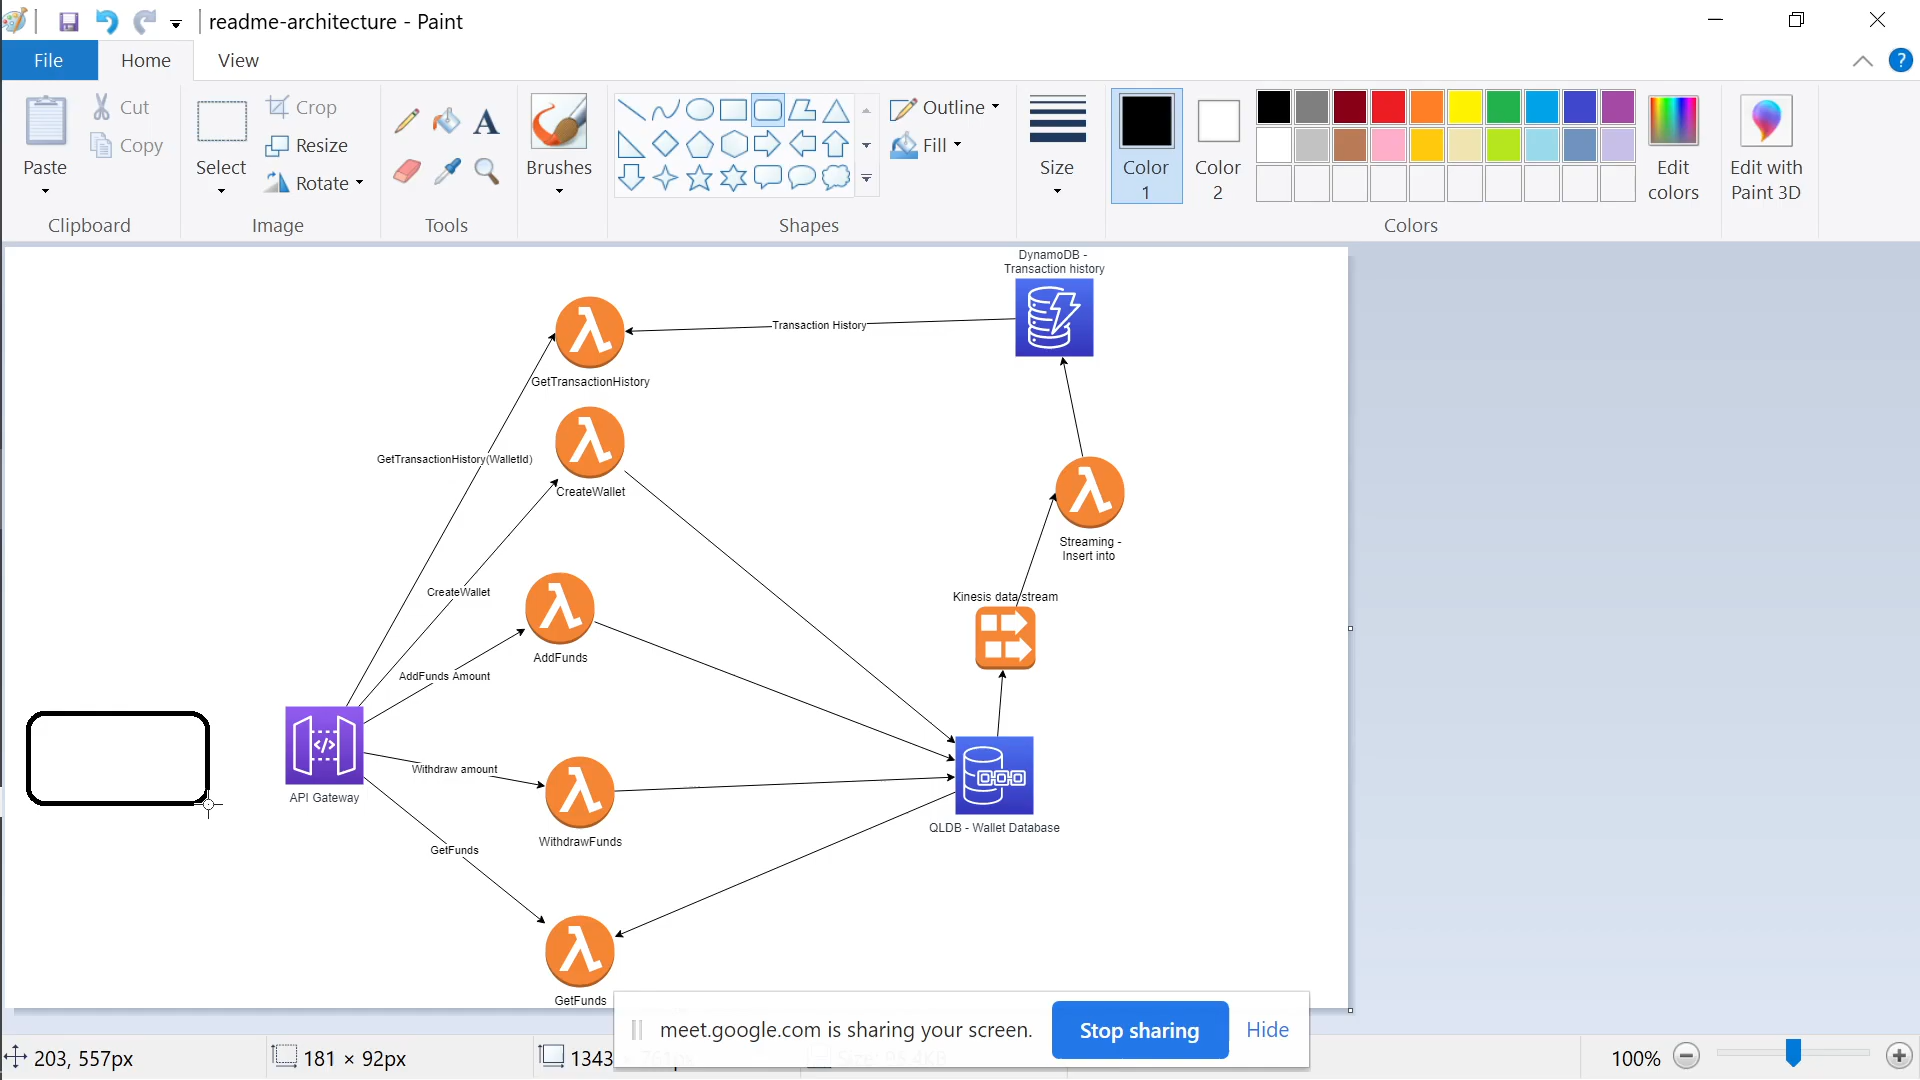 readme-architecture - Paint
File
Home
View
Paste
Cut
Copy
Clipboard
Select
Crop
Resize
Rotate
Image
A
Tools
Brushes
Outline
Fill
Shapes
Size
Color
1
Color
2
Edit
colors
Edit with
Paint 3D
Colors
?
DynamoDB -
Transaction history
Transaction History
GetTransactionHistory
GetTransactionHistory(WalletId)
CreateWallet
Streaming -
Insert into
CreateWallet
Kinesis data stream
AddFunds
AddFunds Amount
</>
API Gateway
Withdraw amount
WithdrawFunds
QLDB - Wallet Database
GetFunds
GetFunds
meet.google.com is sharing your screen.
Stop sharing
Hide
203, 557px
181 × 92px
1343
100%